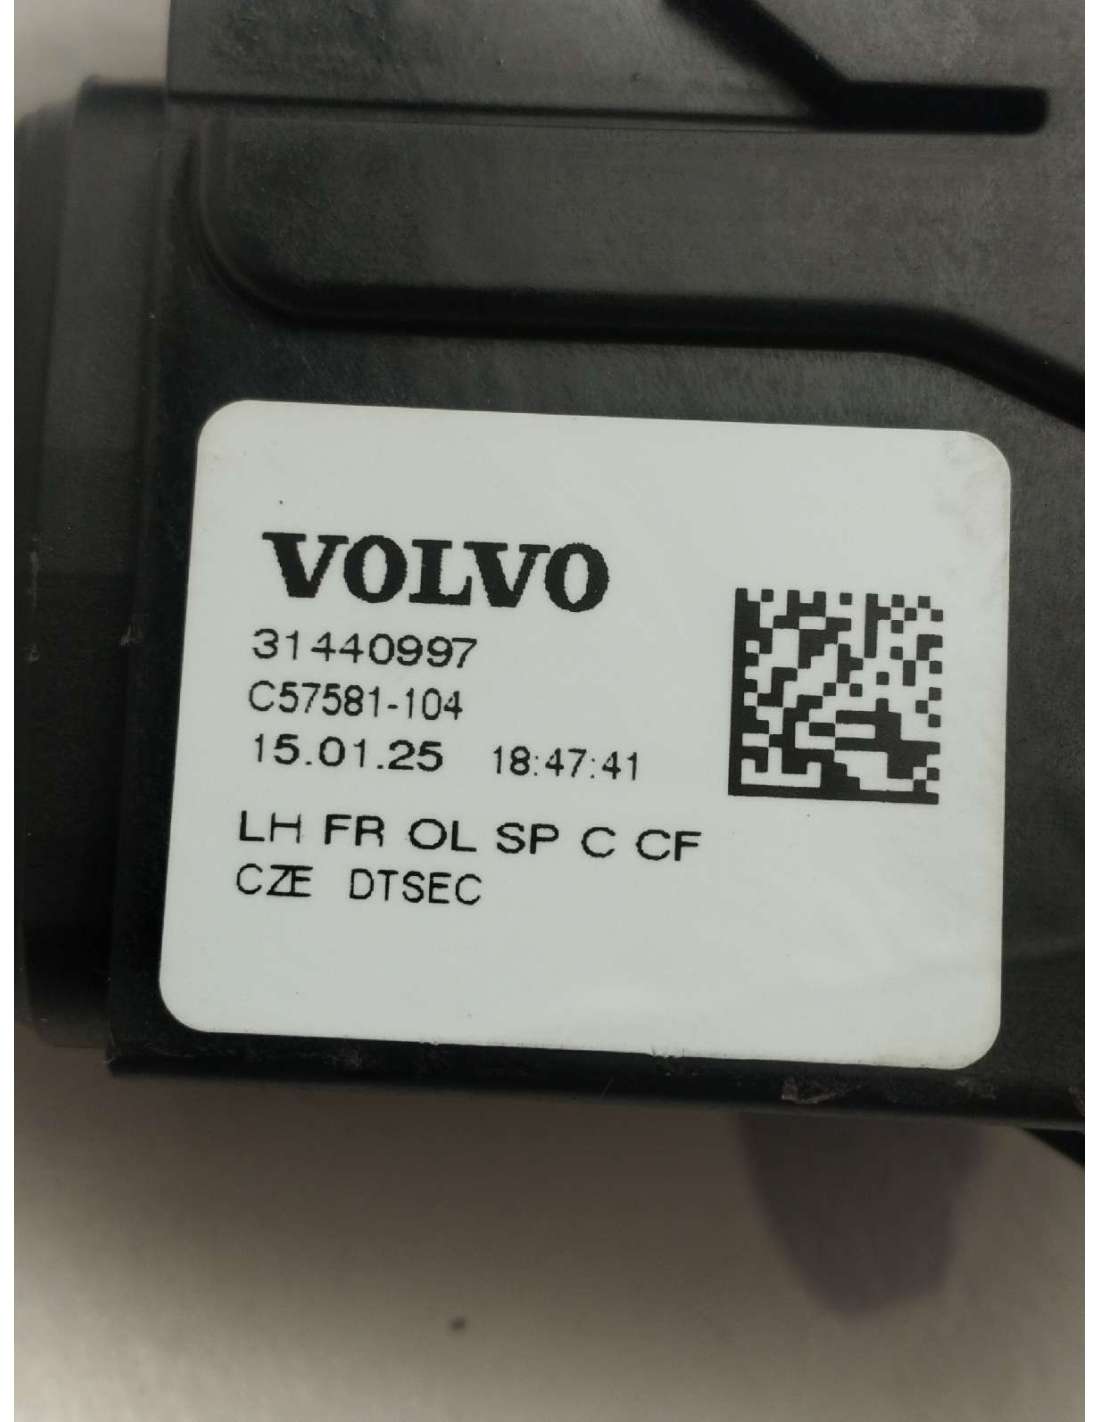 VOLVO
31440997
C57581-104
15.01.25 18:47:41
LH FR OL SP C CF
CZE DTSEC